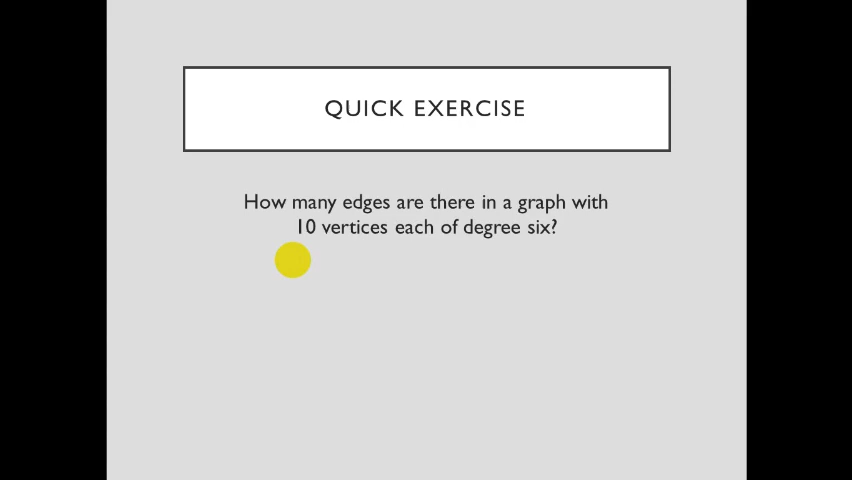 QUICK EXERCISE
How many edges are there in a graph with
10 vertices each of degree six?